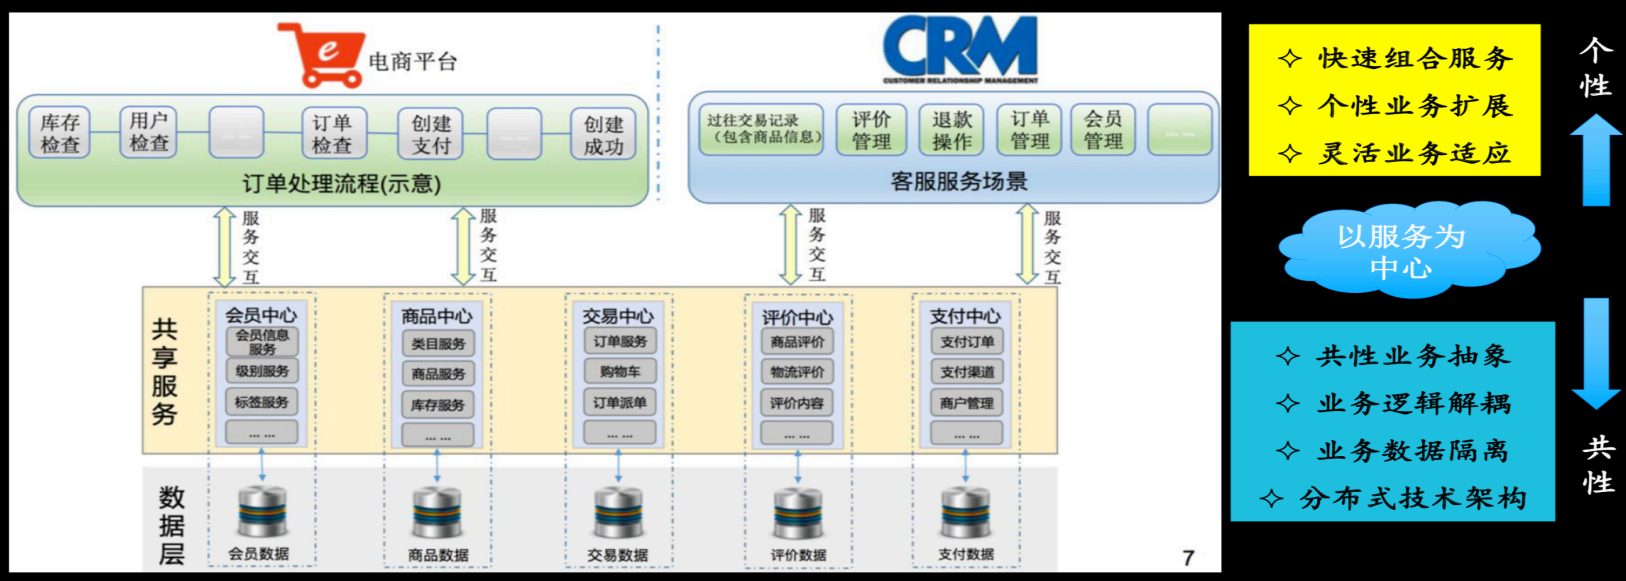 e
电商平台
库存
检查
用户
检查
... ...
订单
检查
创建
支付
... ...
创建
成功
订单处理流程(示意)
CRM
CUSTOMER RELATIONSHIP MANAGEMENT
过往交易记录
（包含商品信息）
评价
管理
退款
操作
订单
管理
会员
管理
... ...
客服服务场景
服
务
交
互
服
务
交
互
服
务
交
互
服
务
交
互
共
享
服
务
会员中心
会员信息
服务
级别服务
标签服务
... ...
商品中心
类目服务
商品服务
库存服务
... ...
交易中心
订单服务
购物车
订单派单
... ...
评价中心
商品评价
物流评价
评价内容
... ...
支付中心
支付订单
支付渠道
商户管理
... ...
数
据
层
会员数据
商品数据
交易数据
评价数据
支付数据
7
✧ 快速组合服务
✧ 个性业务扩展
✧ 灵活业务适应
个
性
以服务为
中心
✧ 共性业务抽象
✧ 业务逻辑解耦
✧ 业务数据隔离
✧ 分布式技术架构
共
性